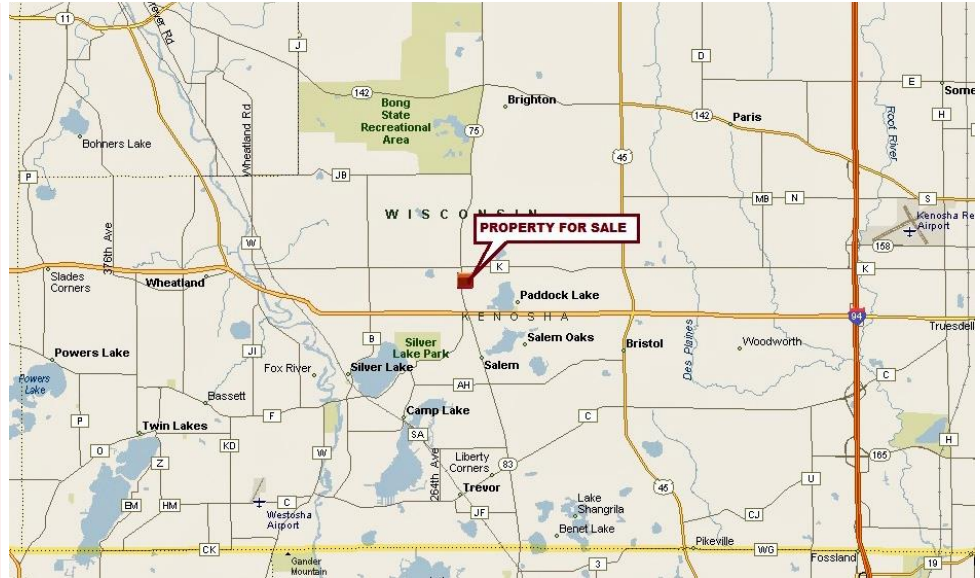 11
rever Rd
J
D
E
Some
142
Bong
State
Recreational
Area
Brighton
75
142
Paris
H
Root River
Bohners Lake
Wheatland Rd
45
P
JB
MB
N
S
WISCONSIN
Kenosha Re
Airport
376th Ave
W
PROPERTY FOR SALE
158
K
K
Slades
Corners
Wheatland
Paddock Lake
KENOSHA
94
Truesdell
Des Plaines
B
Silver
Lake Park
Salem Oaks
Bristol
Woodworth
Powers Lake
JI
Fox River
Silver Lake
Salem
C
Powers
Lake
Bassett
AH
P
F
Camp Lake
C
Twin Lakes
KD
SA
H
O
W
Liberty
Corners
83
165
Z
264th Ave
Trevor
45
U
EM
HM
C
Westosha
Airport
JF
Lake
Shangrila
CJ
Benet Lake
Pikeville
CK
WG
Fossland
Gander
Mountain
3
19